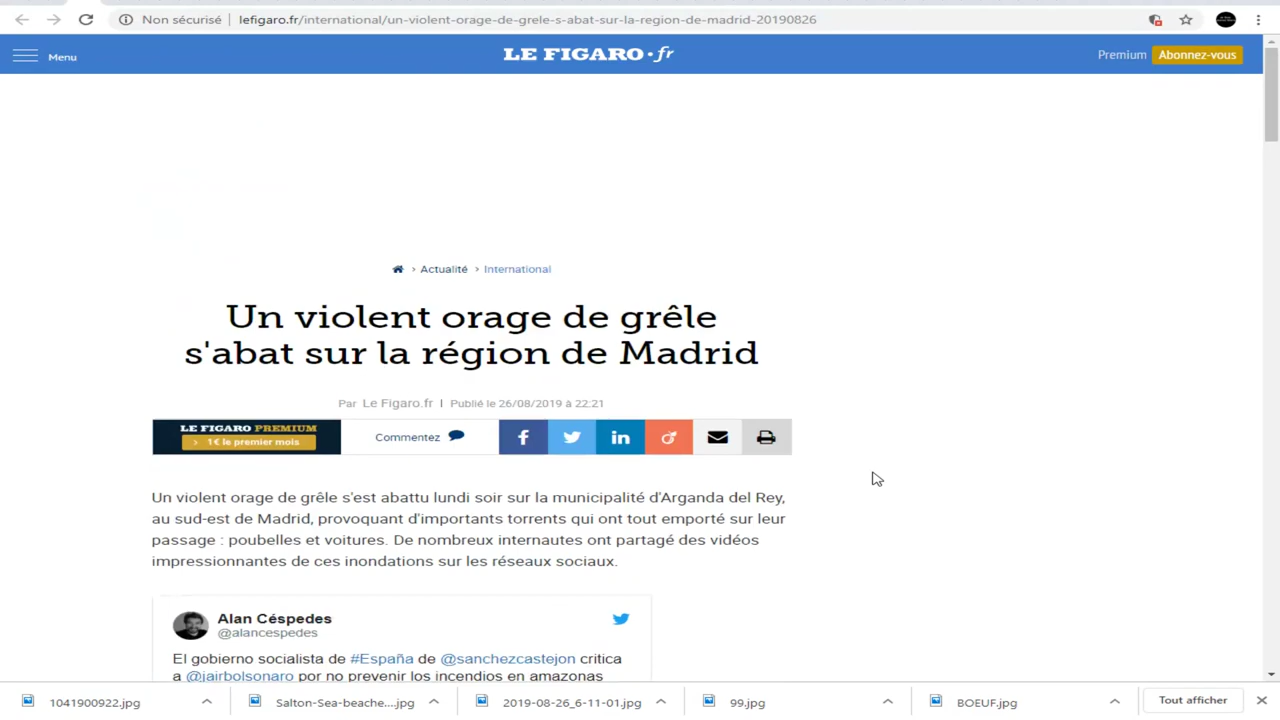 Non sécurisé
lefigaro.fr/international/un-violent-orage-de-grele-s-abat-sur-la-region-de-madrid-20190826
Menu
LE FIGARO·fr
Premium
Abonnez-vous
> Actualité > International
Un violent orage de grêle
s'abat sur la région de Madrid
Par Le Figaro.fr | Publié le 26/08/2019 à 22:21
LE FIGARO PREMIUM
> 1€ le premier mois
Commentez
Un violent orage de grêle s'est abattu lundi soir sur la municipalité d'Arganda del Rey,
au sud-est de Madrid, provoquant d'importants torrents qui ont tout emporté sur leur
passage : poubelles et voitures. De nombreux internautes ont partagé des vidéos
impressionnantes de ces inondations sur les réseaux sociaux.
Alan Céspedes
@alancespedes
El gobierno socialista de #España de @sanchezcastejon critica
a @jairbolsonaro por no prevenir los incendios en amazonas
1041900922.jpg
Salton-Sea-beache....jpg
2019-08-26_6-11-01.jpg
99.jpg
BOEUF.jpg
Tout afficher